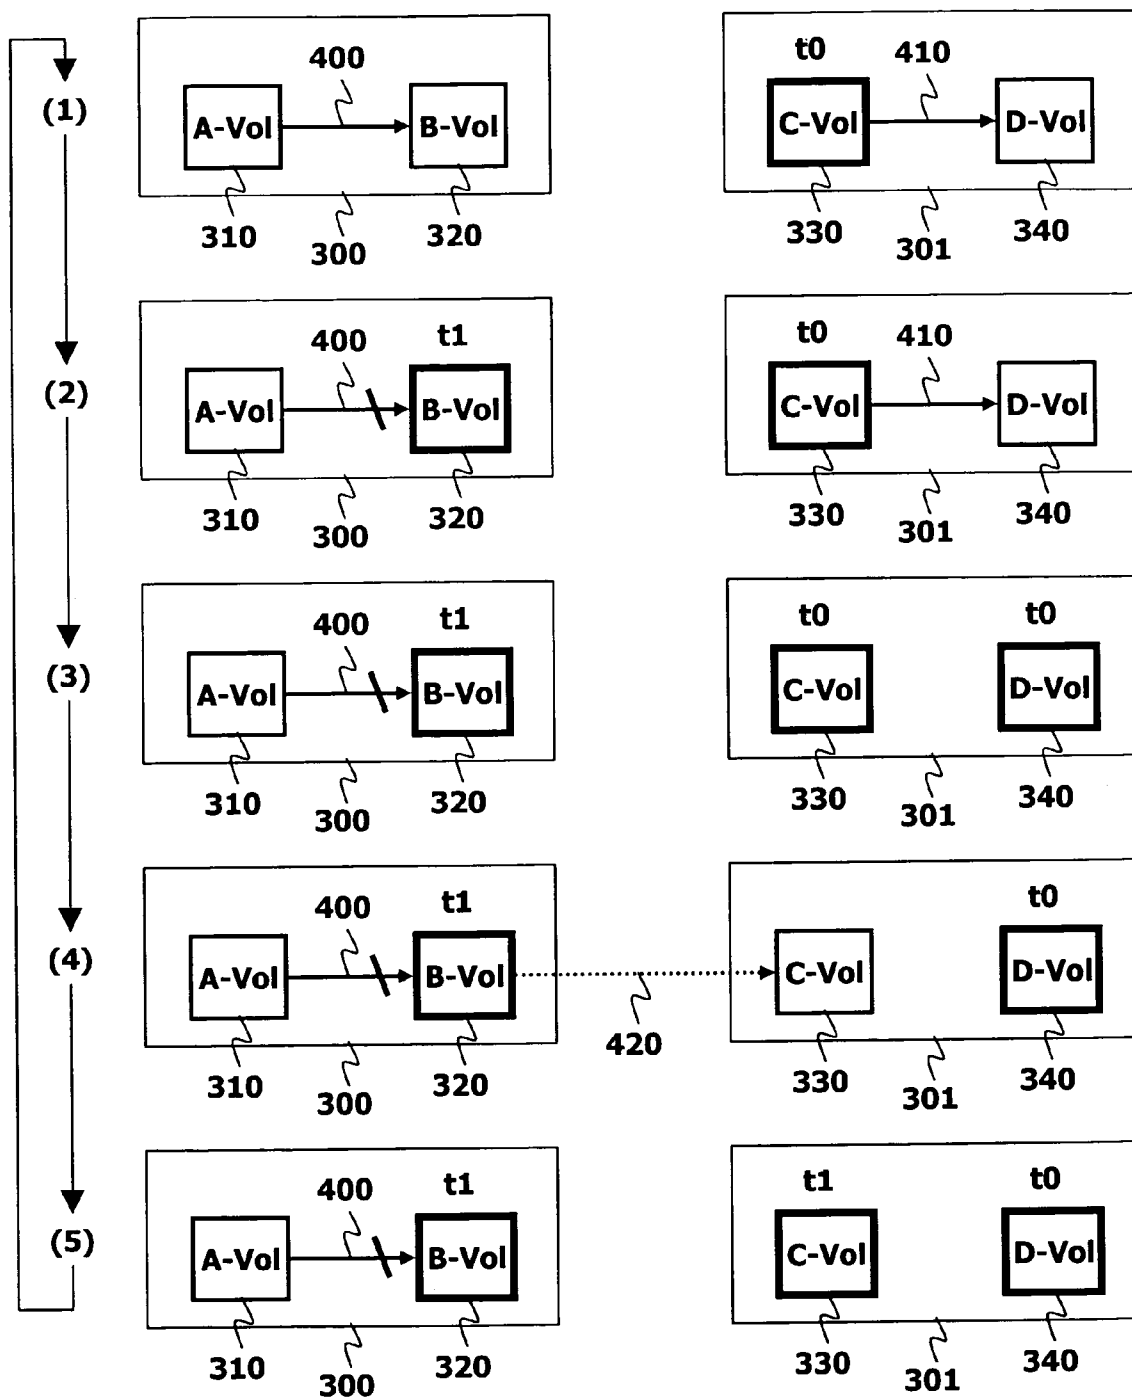 400 t0 410
(1) A-Vol B-Vol C-Vol D-Vol
310 300 320 330 301 340
400 t1 t0 410
(2) A-Vol B-Vol C-Vol D-Vol
310 300 320 330 301 340
400 t1 t0 t0
(3) A-Vol B-Vol C-Vol D-Vol
310 300 320 330 301 340
400 t1 t0
(4) A-Vol B-Vol C-Vol D-Vol
420
310 300 320 330 301 340
400 t1 t1 t0
(5) A-Vol B-Vol C-Vol D-Vol
310 300 320 330 301 340